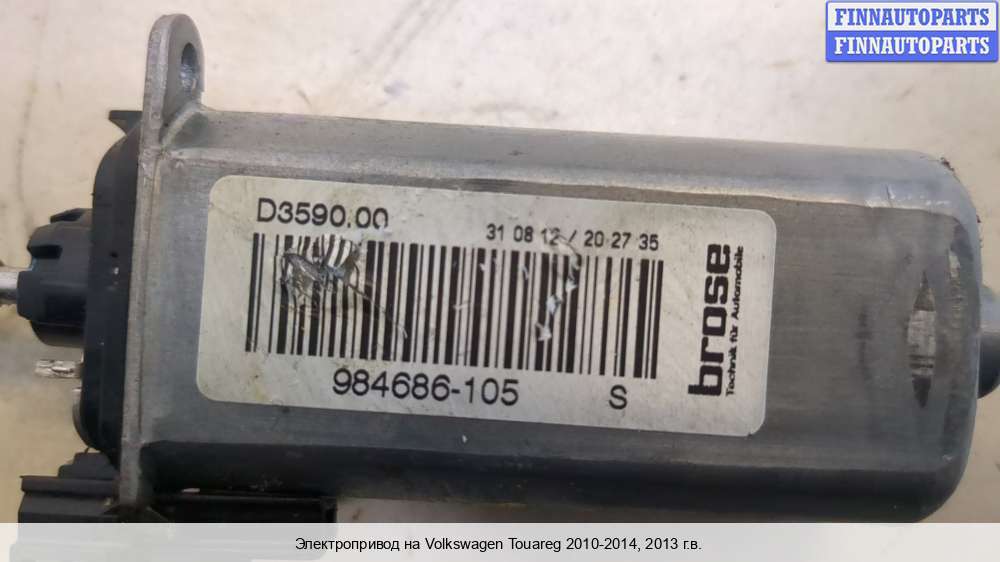 FINNAUTOPARTS
FINNAUTOPARTS
D3590.00
31 08 12 / 20 27 35
984686-105 S
brose
Technik für Automobile
Электропривод на Volkswagen Touareg 2010-2014, 2013 г.в.